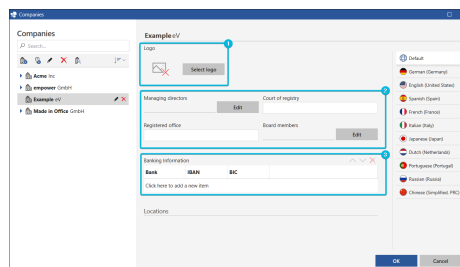 Companies
Companies
Search...
Acme Inc
empower GmbH
Example eV
Made in Office GmbH
Example eV
1
Logo
Select logo
2
Managing directors
Edit
Court of registry
Registered office
Board members
Edit
3
Banking Information
Bank IBAN BIC
Click here to add a new item
Locations
Default
German (Germany)
English (United States)
Spanish (Spain)
French (France)
Italian (Italy)
Japanese (Japan)
Dutch (Netherlands)
Portuguese (Portugal)
Russian (Russia)
Chinese (Simplified, PRC)
OK
Cancel